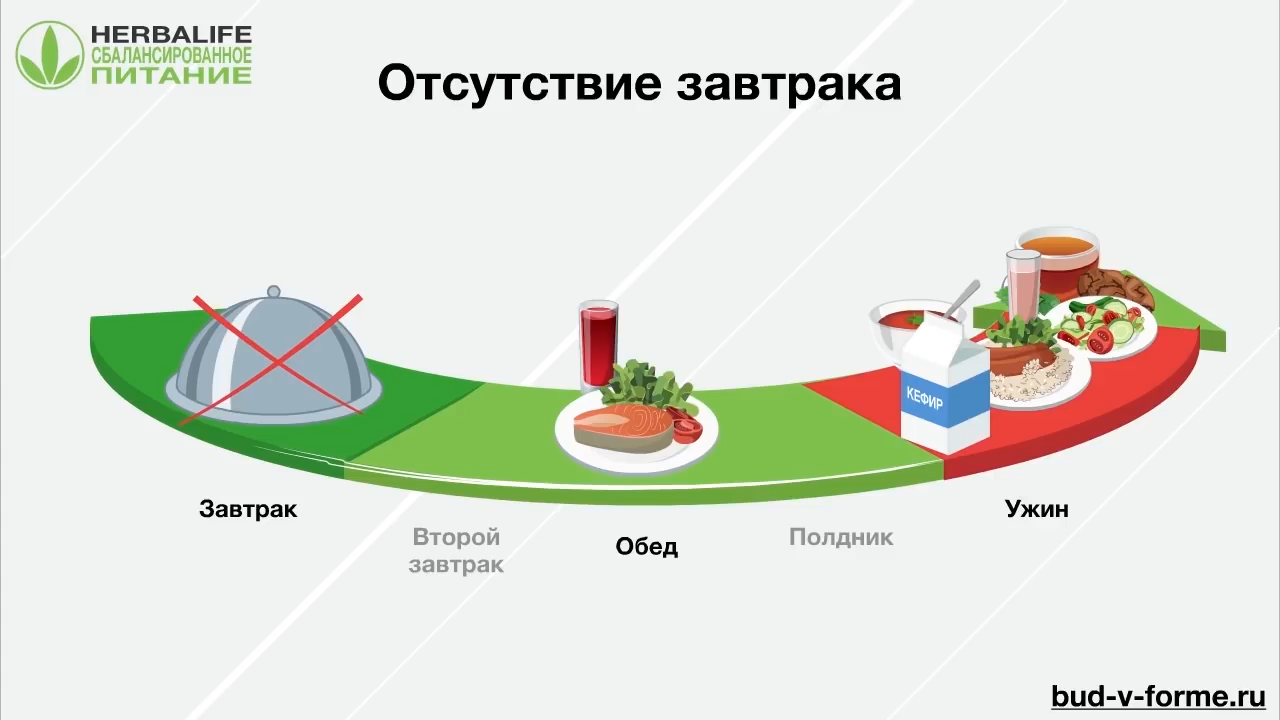 HERBALIFE
СБАЛАНСИРОВАННОЕ
ПИТАНИЕ
Отсутствие завтрака
КЕФИР
Завтрак
Второй
завтрак
Обед
Полдник
Ужин
bud-v-forme.ru